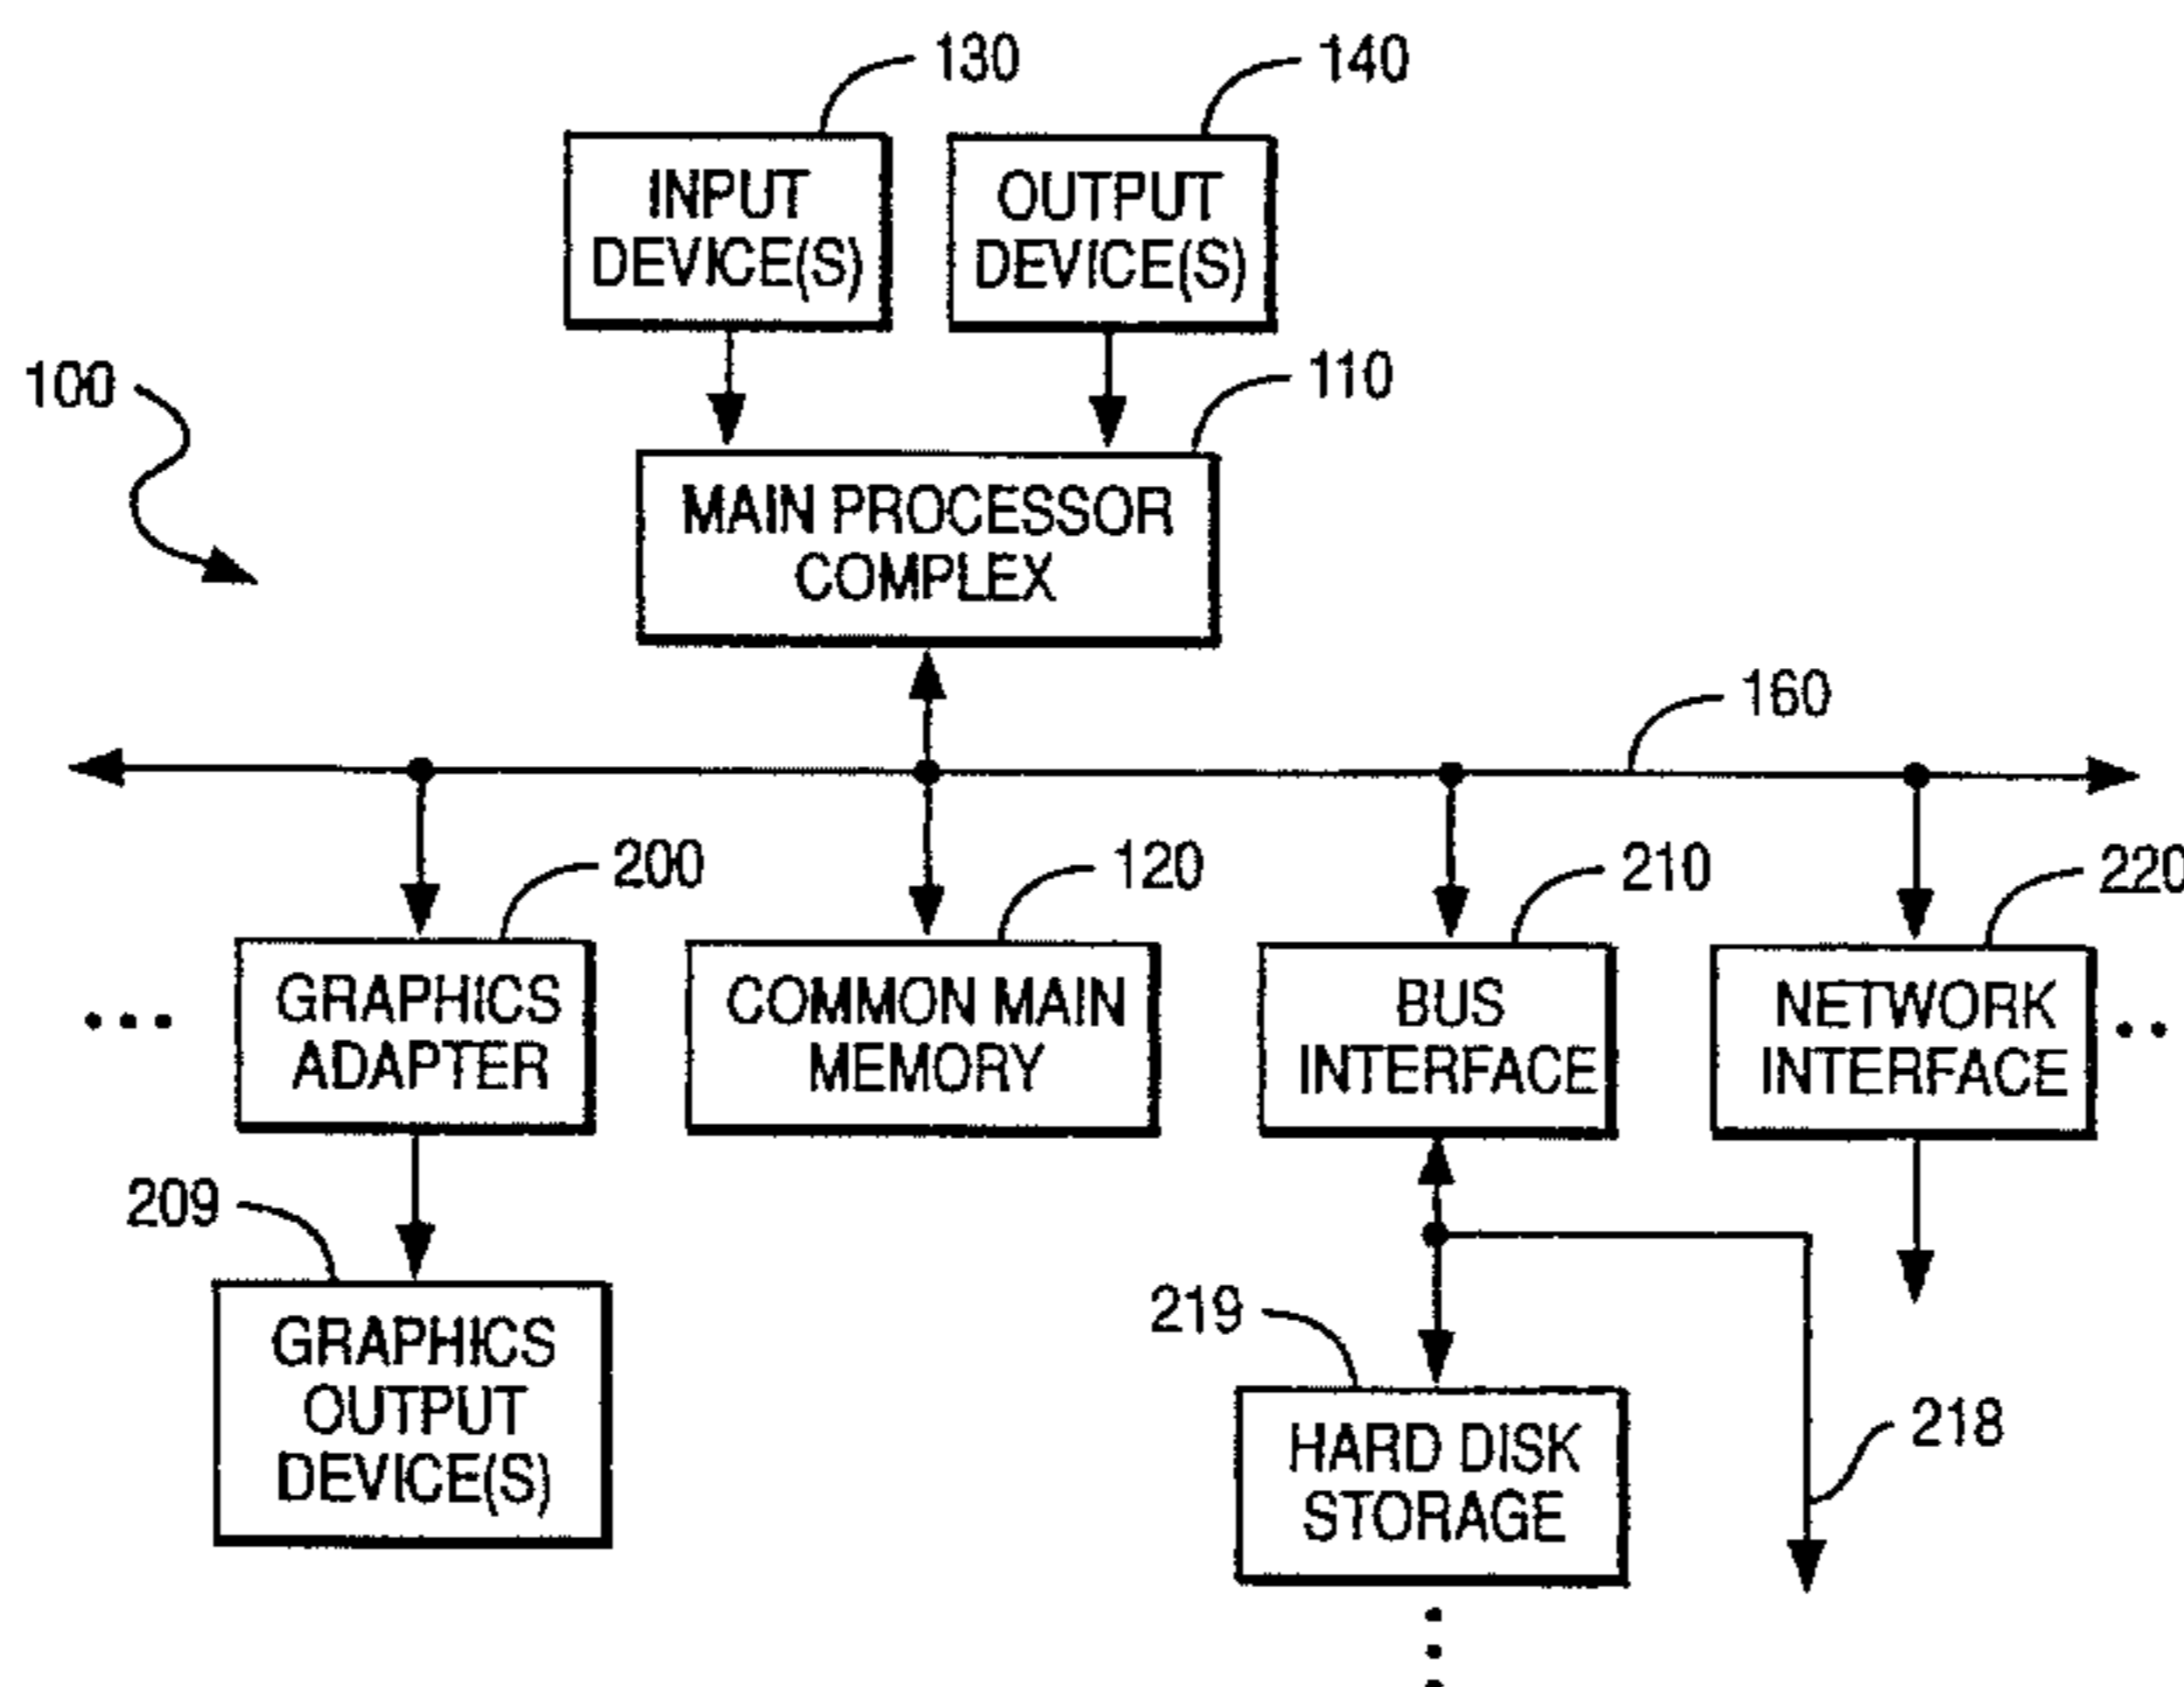 130
140
INPUT
DEVICE(S)
OUTPUT
DEVICE(S)
100
110
MAIN PROCESSOR
COMPLEX
160
200
120
210
220
GRAPHICS
ADAPTER
COMMON MAIN
MEMORY
BUS
INTERFACE
NETWORK
INTERFACE
209
219
GRAPHICS
OUTPUT
DEVICE(S)
HARD DISK
STORAGE
218